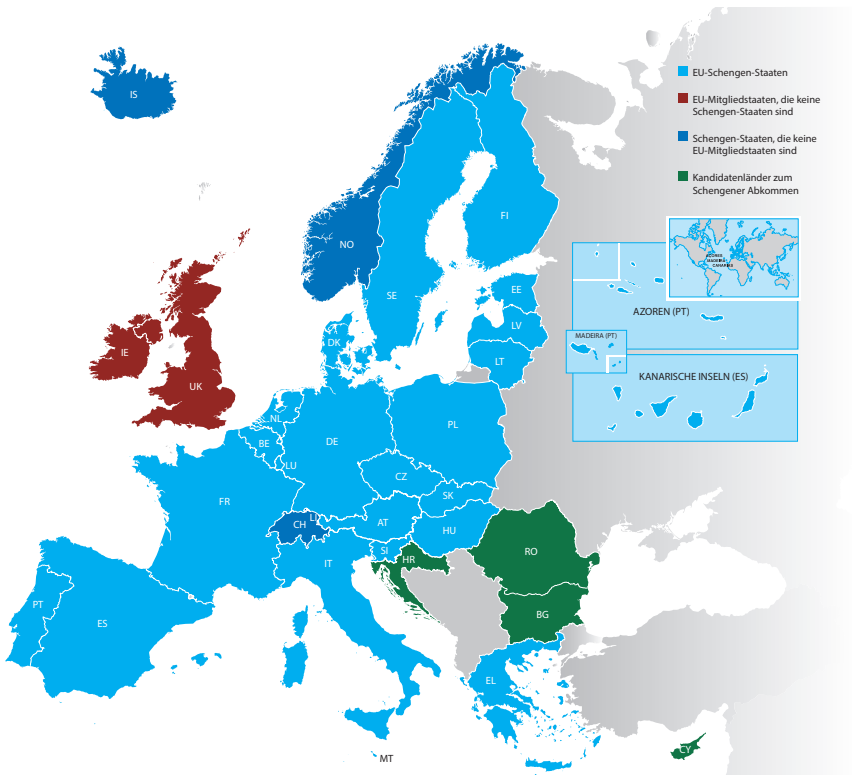 EU-Schengen-Staaten
EU-Mitgliedstaaten, die keine
Schengen-Staaten sind
Schengen-Staaten, die keine
EU-Mitgliedstaaten sind
Kandidatenländer zum
Schengener Abkommen
IS
NO
FI
SE
EE
LV
LT
DK
IE
UK
NL
BE
LU
DE
PL
CZ
SK
FR
CH
LI
AT
HU
SI
HR
RO
IT
BG
PT
ES
EL
MT
CY
AZOREN
MADEIRA
CANARIES
AZOREN (PT)
MADEIRA (PT)
KANARISCHE INSELN (ES)